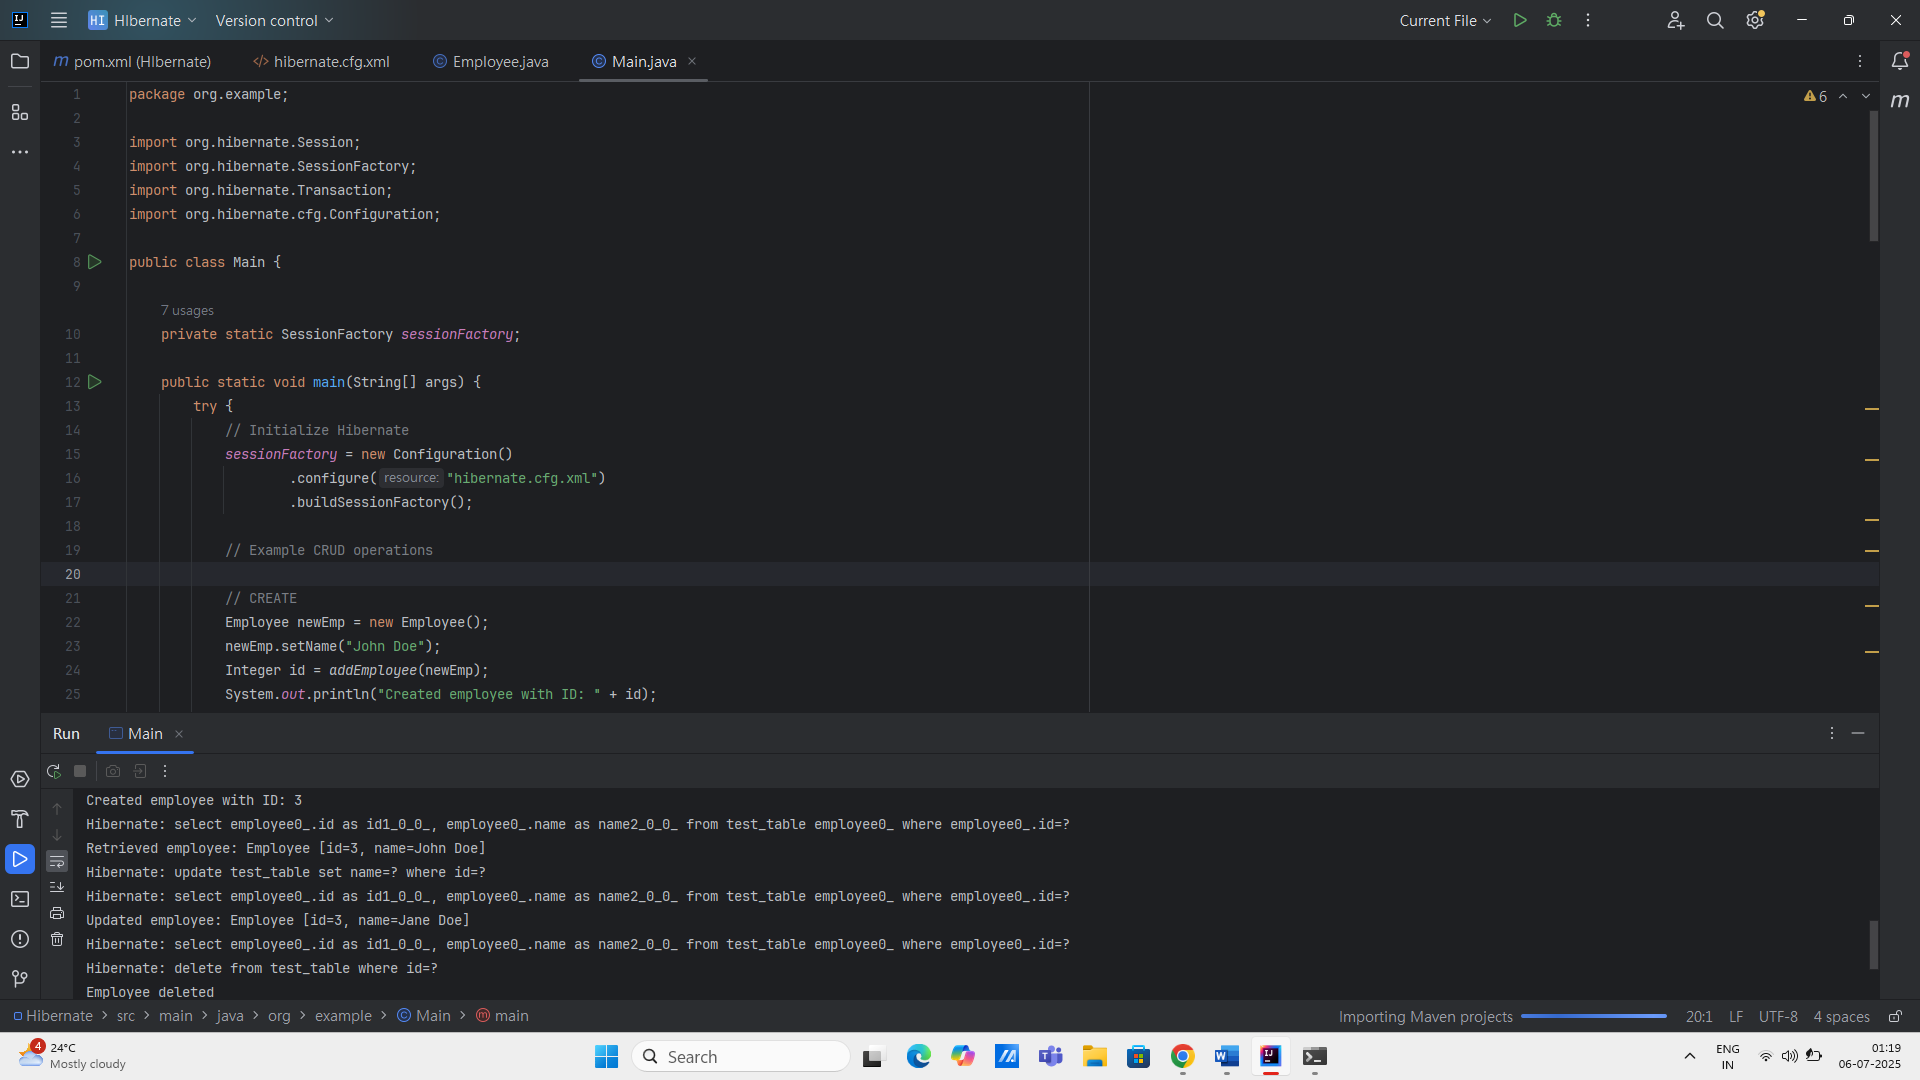 HI HIbernate Version control Current File
pom.xml (HIbernate) hibernate.cfg.xml Employee.java Main.java
6
1 package org.example;
2
3 import org.hibernate.Session;
4 import org.hibernate.SessionFactory;
5 import org.hibernate.Transaction;
6 import org.hibernate.cfg.Configuration;
7
8 public class Main {
9
7 usages
10 private static SessionFactory sessionFactory;
11
12 public static void main(String[] args) {
13 try {
14 // Initialize Hibernate
15 sessionFactory = new Configuration()
16 .configure( resource: "hibernate.cfg.xml")
17 .buildSessionFactory();
18
19 // Example CRUD operations
20
21 // CREATE
22 Employee newEmp = new Employee();
23 newEmp.setName("John Doe");
24 Integer id = addEmployee(newEmp);
25 System.out.println("Created employee with ID: " + id);
Run Main
Created employee with ID: 3
Hibernate: select employee0_.id as id1_0_0_, employee0_.name as name2_0_0_ from test_table employee0_ where employee0_.id=?
Retrieved employee: Employee [id=3, name=John Doe]
Hibernate: update test_table set name=? where id=?
Hibernate: select employee0_.id as id1_0_0_, employee0_.name as name2_0_0_ from test_table employee0_ where employee0_.id=?
Updated employee: Employee [id=3, name=Jane Doe]
Hibernate: select employee0_.id as id1_0_0_, employee0_.name as name2_0_0_ from test_table employee0_ where employee0_.id=?
Hibernate: delete from test_table where id=?
Employee deleted
HIbernate > src > main > java > org > example > Main > main Importing Maven projects 20:1 LF UTF-8 4 spaces
4 24°C
Mostly cloudy
Search
ENG
IN
01:19
06-07-2025